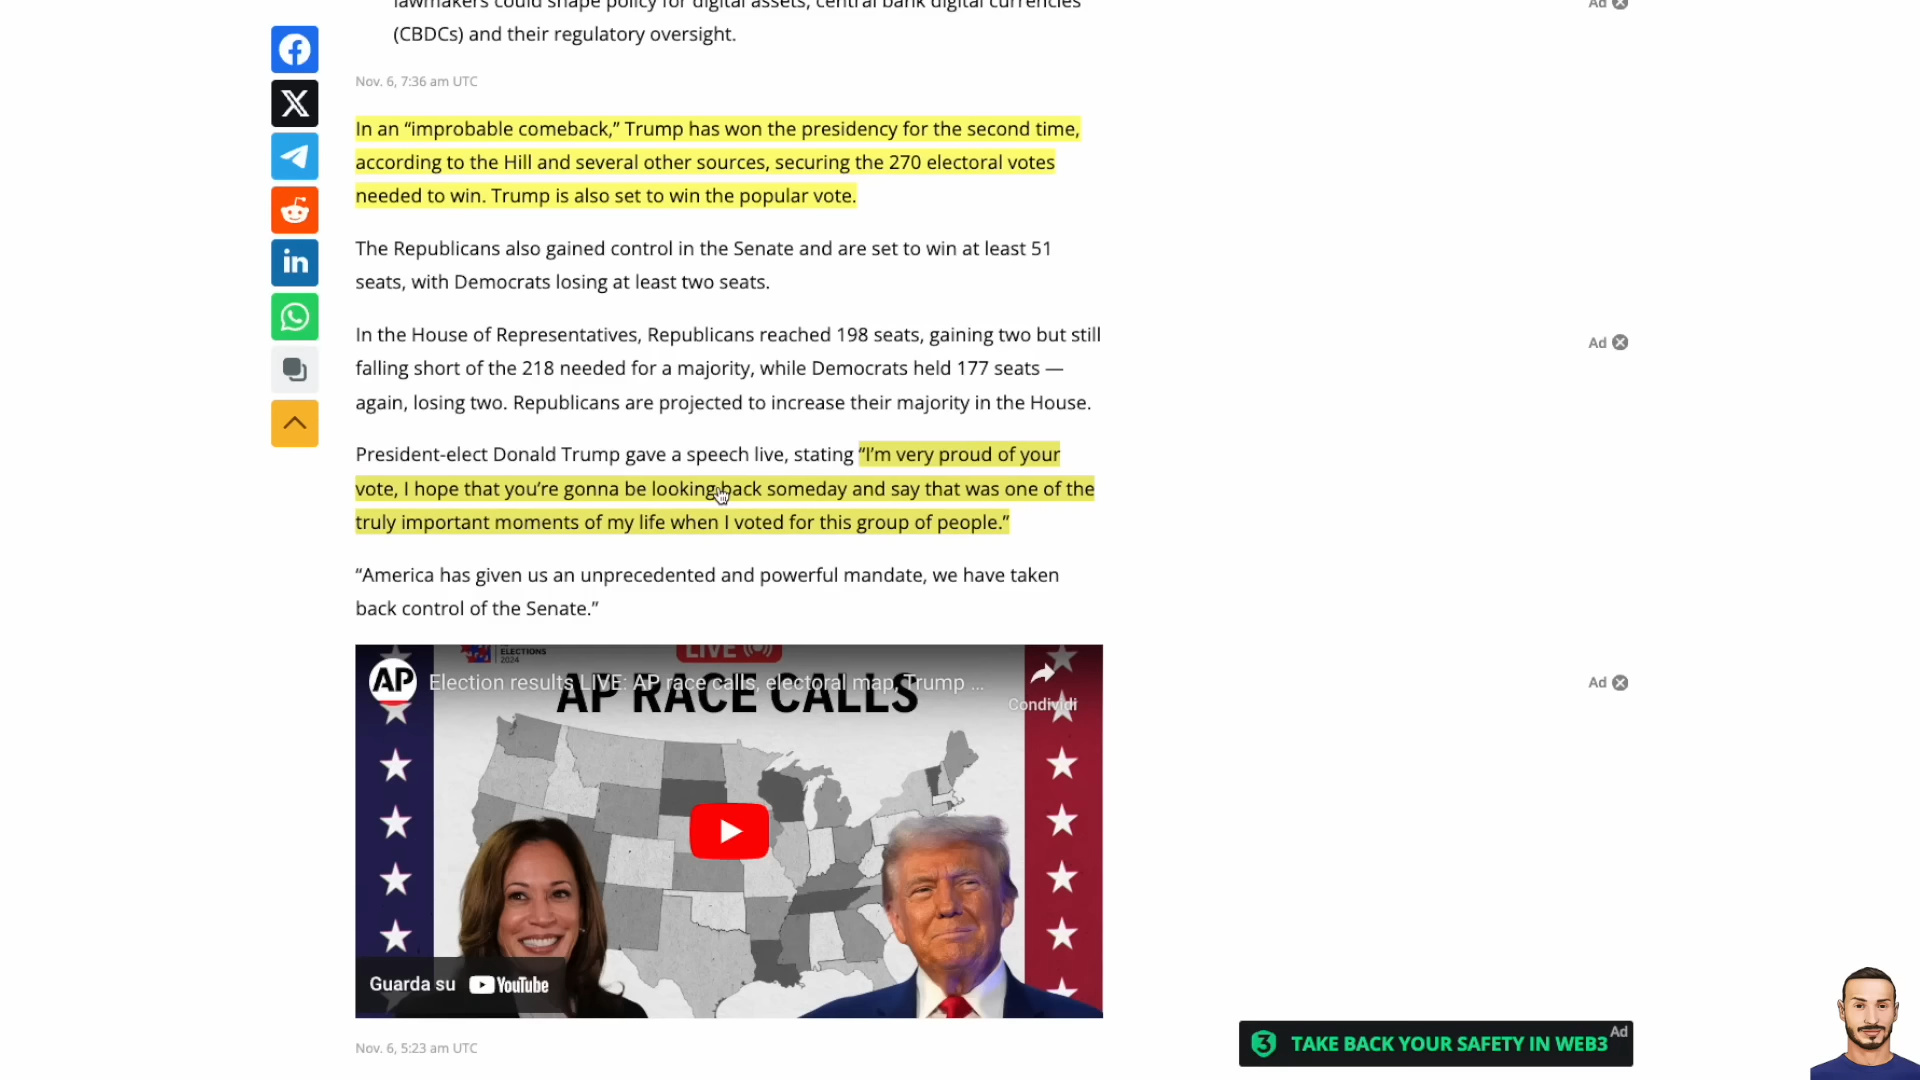 lawmakers could shape policy for digital assets, central bank digital currencies
(CBDCs) and their regulatory oversight.
Nov. 6, 7:36 am UTC
In an “improbable comeback,” Trump has won the presidency for the second time,
according to the Hill and several other sources, securing the 270 electoral votes
needed to win. Trump is also set to win the popular vote.
The Republicans also gained control in the Senate and are set to win at least 51
seats, with Democrats losing at least two seats.
In the House of Representatives, Republicans reached 198 seats, gaining two but still
falling short of the 218 needed for a majority, while Democrats held 177 seats —
again, losing two. Republicans are projected to increase their majority in the House.
President-elect Donald Trump gave a speech live, stating “I’m very proud of your
vote, I hope that you’re gonna be looking back someday and say that was one of the
truly important moments of my life when I voted for this group of people.”
“America has given us an unprecedented and powerful mandate, we have taken
back control of the Senate.”
ELECTIONS
2024
LIVE
AP
Election results LIVE: AP race calls, electoral map, Trump ...
AP RACE CALLS
Condividi
Guarda su YouTube
Nov. 6, 5:23 am UTC
in
Ad
Ad
Ad
3 TAKE BACK YOUR SAFETY IN WEB3
Ad